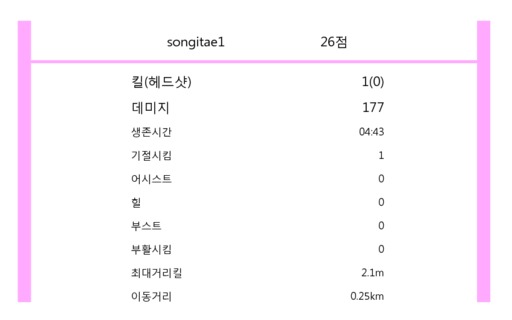 songitae1 26점
킬(헤드샷) 1(0)
데미지 177
생존시간 04:43
기절시킴 1
어시스트 0
힐 0
부스트 0
부활시킴 0
최대거리킬 2.1m
이동거리 0.25km